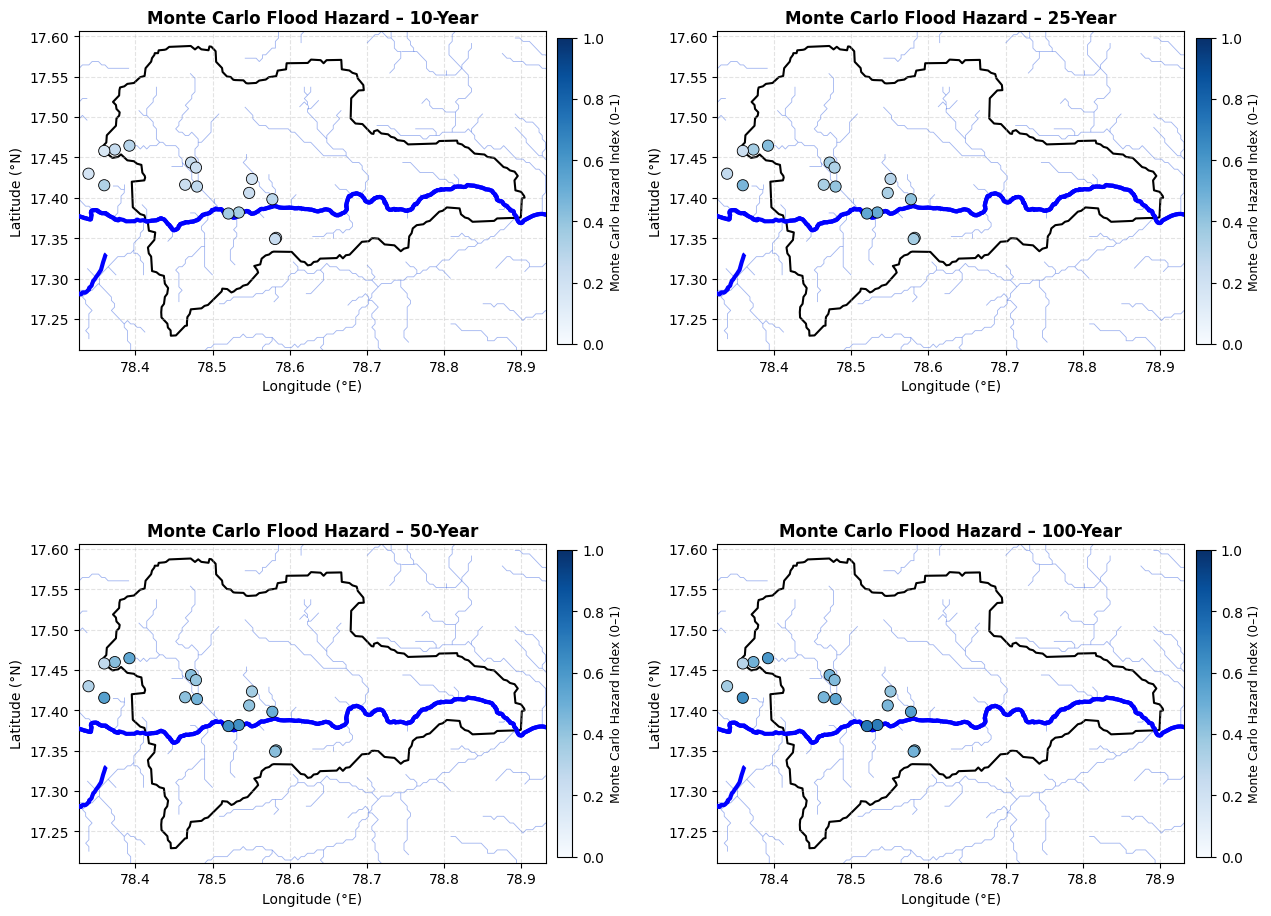 Monte Carlo Flood Hazard – 10-Year
17.60
17.55
17.50
17.45
17.40
17.35
17.30
17.25
Latitude (°N)
78.4 78.5 78.6 78.7 78.8 78.9
Longitude (°E)
1.0
0.8
0.6
0.4
0.2
0.0
Monte Carlo Hazard Index (0–1)
Monte Carlo Flood Hazard – 25-Year
17.60
17.55
17.50
17.45
17.40
17.35
17.30
17.25
Latitude (°N)
78.4 78.5 78.6 78.7 78.8 78.9
Longitude (°E)
1.0
0.8
0.6
0.4
0.2
0.0
Monte Carlo Hazard Index (0–1)
Monte Carlo Flood Hazard – 50-Year
17.60
17.55
17.50
17.45
17.40
17.35
17.30
17.25
Latitude (°N)
78.4 78.5 78.6 78.7 78.8 78.9
Longitude (°E)
1.0
0.8
0.6
0.4
0.2
0.0
Monte Carlo Hazard Index (0–1)
Monte Carlo Flood Hazard – 100-Year
17.60
17.55
17.50
17.45
17.40
17.35
17.30
17.25
Latitude (°N)
78.4 78.5 78.6 78.7 78.8 78.9
Longitude (°E)
1.0
0.8
0.6
0.4
0.2
0.0
Monte Carlo Hazard Index (0–1)